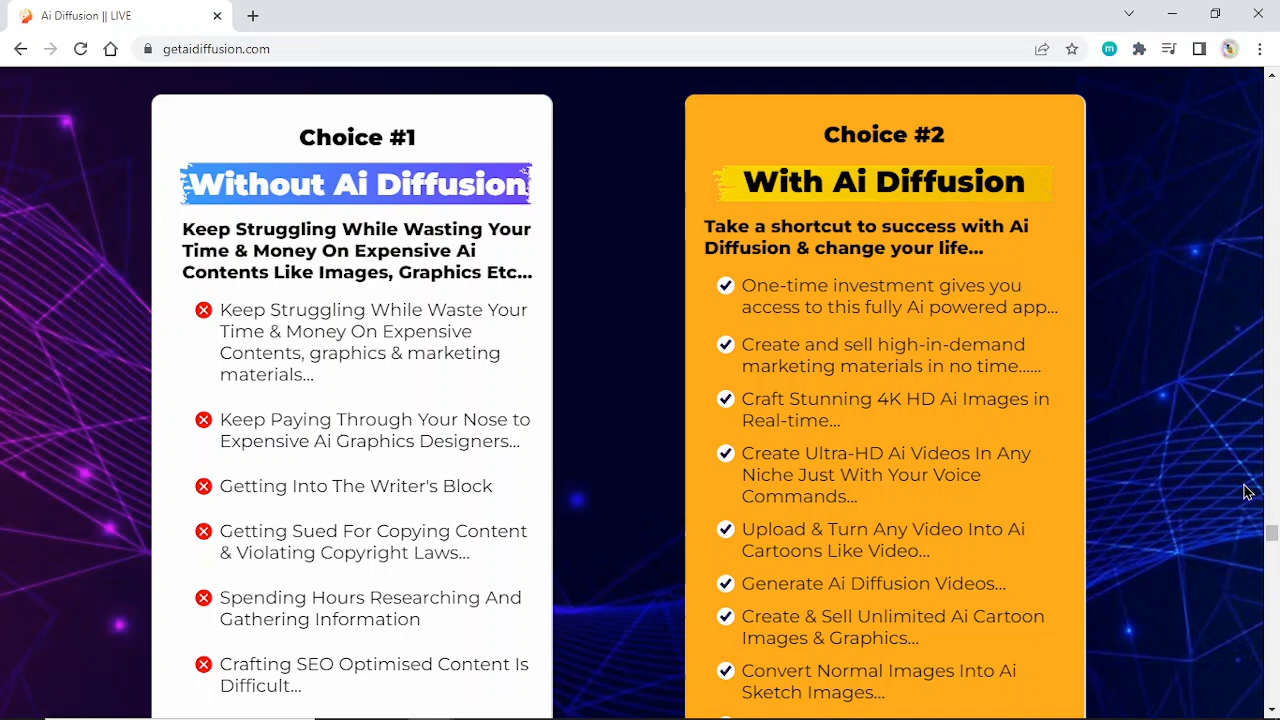 Ai Diffusion || LIVE
getaidiffusion.com
m
Choice #1
Without Ai Diffusion
Keep Struggling While Wasting Your
Time & Money On Expensive Ai
Contents Like Images, Graphics Etc...
Keep Struggling While Waste Your
Time & Money On Expensive
Contents, graphics & marketing
materials...
Keep Paying Through Your Nose to
Expensive Ai Graphics Designers...
Getting Into The Writer's Block
Getting Sued For Copying Content
& Violating Copyright Laws...
Spending Hours Researching And
Gathering Information
Crafting SEO Optimised Content Is
Difficult...
Choice #2
With Ai Diffusion
Take a shortcut to success with Ai
Diffusion & change your life...
One-time investment gives you
access to this fully Ai powered app...
Create and sell high-in-demand
marketing materials in no time......
Craft Stunning 4K HD Ai Images in
Real-time...
Create Ultra-HD Ai Videos In Any
Niche Just With Your Voice
Commands...
Upload & Turn Any Video Into Ai
Cartoons Like Video...
Generate Ai Diffusion Videos...
Create & Sell Unlimited Ai Cartoon
Images & Graphics...
Convert Normal Images Into Ai
Sketch Images...